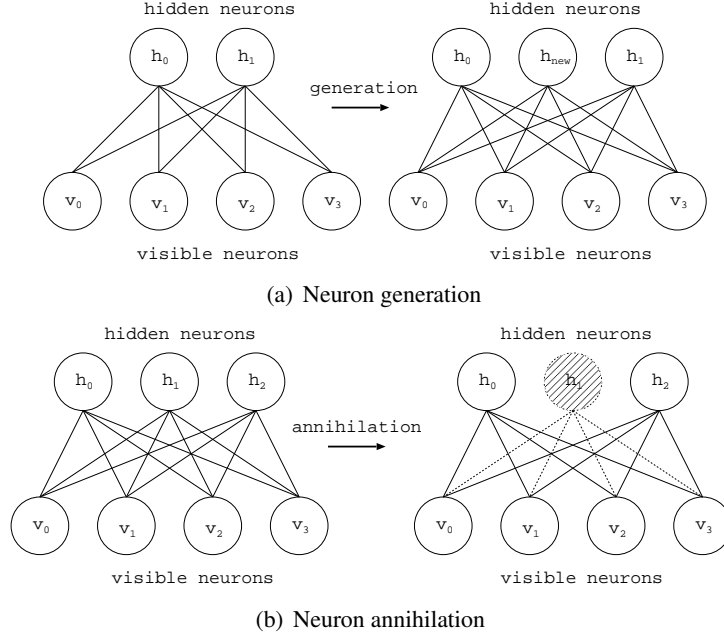 hidden neurons hidden neurons
h0 h1 h0 hnew h1
generation
v0 v1 v2 v3 v0 v1 v2 v3
visible neurons visible neurons
(a) Neuron generation
hidden neurons hidden neurons
h0 h1 h2 h0 h1 h2
annihilation
v0 v1 v2 v3 v0 v1 v2 v3
visible neurons visible neurons
(b) Neuron annihilation